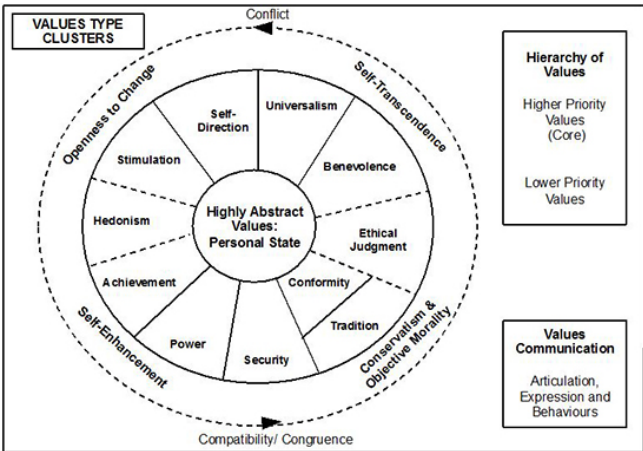 VALUES TYPE
CLUSTERS
Conflict
Openness to Change
Self-Transcendence
Self-
Direction
Universalism
Stimulation
Benevolence
Hedonism
Highly Abstract
Values:
Personal State
Ethical
Judgment
Achievement
Conformity
Tradition
Power
Security
Self-Enhancement
Conservatism &
Objective Morality
Compatibility/ Congruence
Hierarchy of
Values
Higher Priority
Values
(Core)
Lower Priority
Values
Values
Communication
Articulation,
Expression and
Behaviours